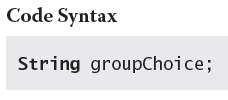 Code Syntax
String groupChoice;